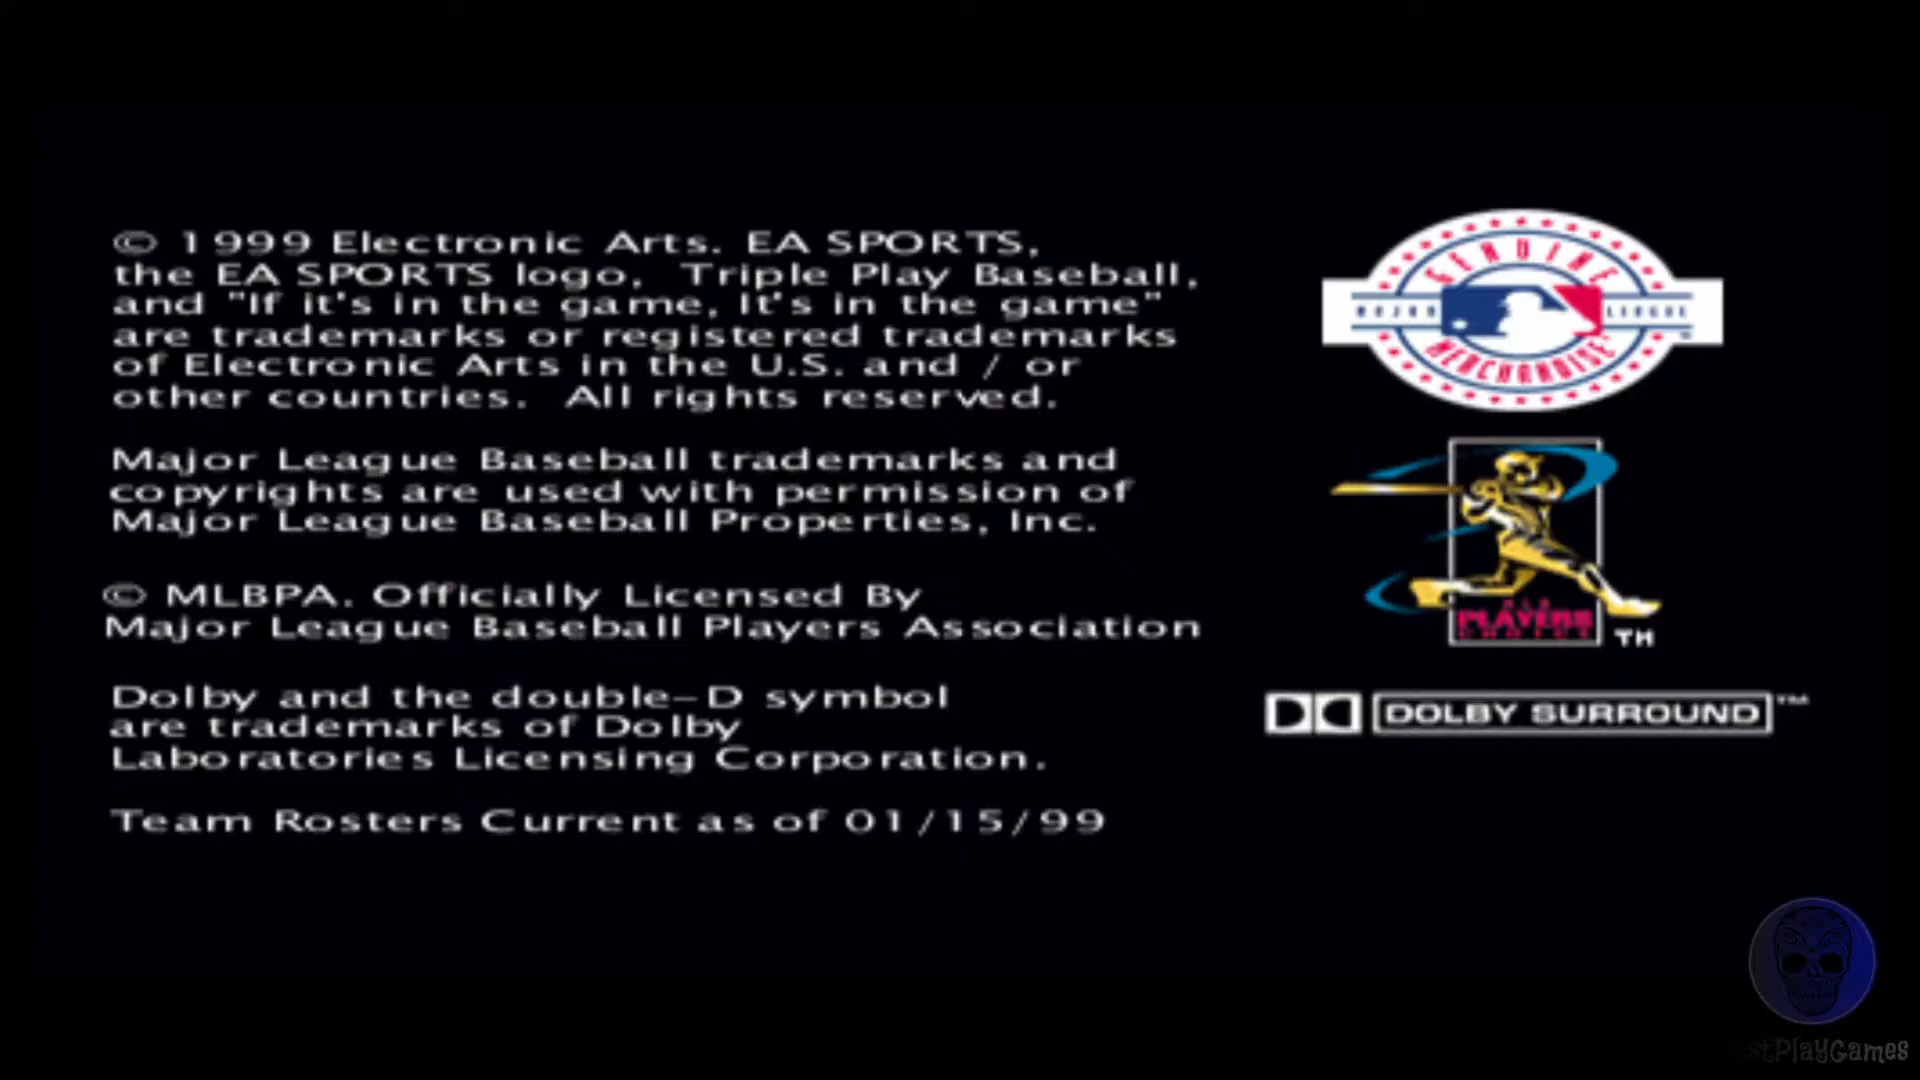 © 1999 Electronic Arts. EA SPORTS,
the EA SPORTS logo, Triple Play Baseball,
and "If it's in the game, It's in the game"
are trademarks or registered trademarks
of Electronic Arts in the U.S. and / or
other countries. All rights reserved.
Major League Baseball trademarks and
copyrights are used with permission of
Major League Baseball Properties, Inc.
© MLBPA. Officially Licensed By
Major League Baseball Players Association
Dolby and the double-D symbol
are trademarks of Dolby
Laboratories Licensing Corporation.
Team Rosters Current as of 01/15/99
GENUINE
MAJOR LEAGUE
MERCHANDISE
PLAYERS
CHOICE
TM
DOLBY SURROUND™